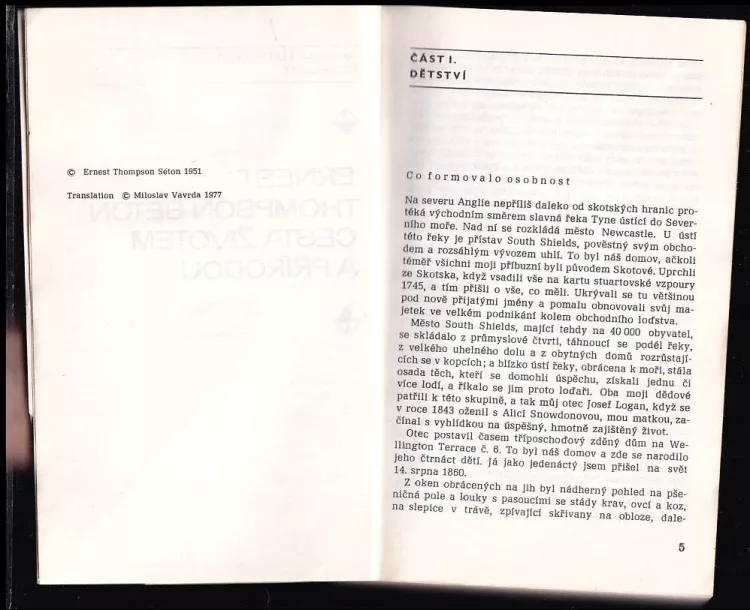 © Ernest Thompson Séton 1951
Translation © Miloslav Vavrda 1977
ČÁST I.
DĚTSTVÍ
Co formovalo osobnost
Na severu Anglie nepříliš daleko od skotských hranic pro-
téká východním směrem slavná řeka Tyne ústící do Sever-
ního moře. Nad ní se rozkládá město Newcastle. U ústí
této řeky je přístav South Shields, pověstný svým obcho-
dem a rozsáhlým vývozem uhlí. To byl náš domov, ačkoli
téměř všichni moji příbuzní byli původem Skotové. Uprchli
ze Skotska, když vsadili vše na kartu stuartovské vzpoury
1745, a tím přišli o vše, co měli. Ukrývali se tu většinou
pod nově přijatými jmény a pomalu obnovovali svůj ma-
jetek ve velkém podnikání kolem obchodního loďstva.
Město South Shields, mající tehdy na 40 000 obyvatel,
se skládalo z průmyslové čtvrti, táhnoucí se podél řeky,
z velkého uhelného dolu a z obytných domů rozrůstají-
cích se v kopcích; a blízko ústí řeky, obrácena k moři, stála
osada těch, kteří se domohli úspěchu, získali jednu či
více lodí, a říkalo se jim proto loďaři. Oba moji dědové
patřili k této skupině, a tak můj otec Josef Logan, když se
v roce 1843 oženil s Alicí Snowdonovou, mou matkou, za-
čínal s vyhlídkou na úspěšný, hmotně zajištěný život.
Otec postavil časem tříposchoďový zděný dům na We-
llington Terrace č. 6. To byl náš domov a zde se narodilo
jeho čtrnáct dětí. Já jako jedenáctý jsem přišel na svět
14. srpna 1860.
Z oken obrácených na jih byl nádherný pohled na pše-
ničná pole a louky s pasoucími se stády krav, ovcí a koz,
na slepice v trávě, zpívající skřivany na obloze, dale-
5